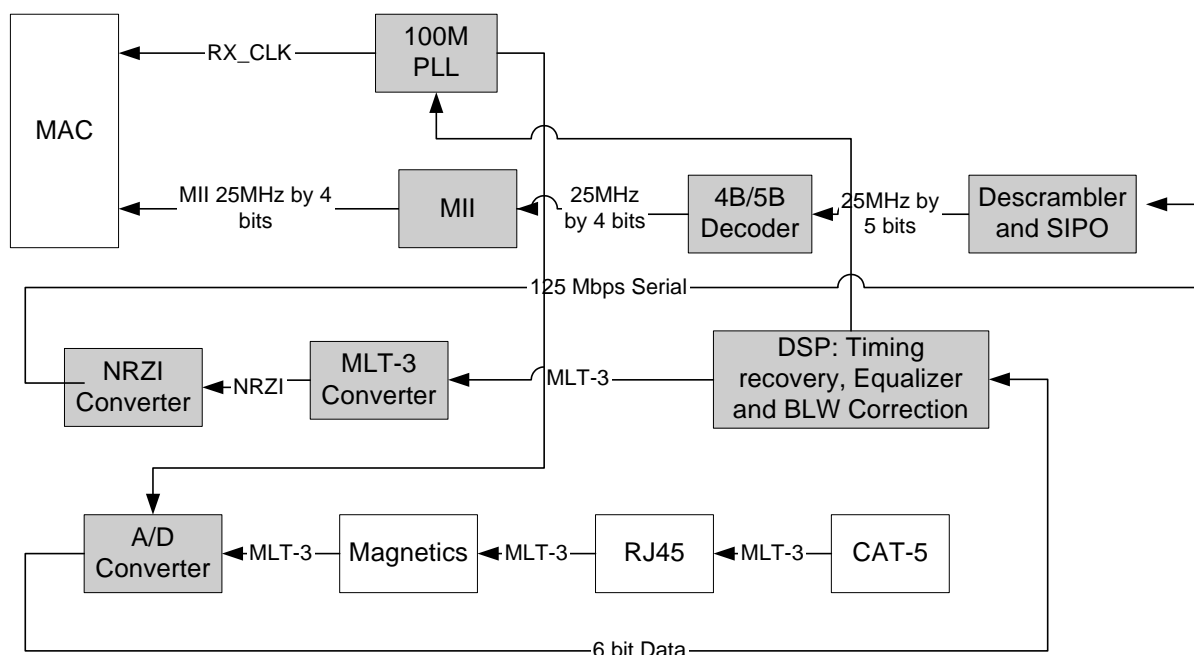 MAC
RX_CLK
100M
PLL
MII 25MHz by 4
bits
MII
25MHz
by 4 bits
4B/5B
Decoder
25MHz by
5 bits
Descrambler
and SIPO
125 Mbps Serial
NRZI
Converter
NRZI
MLT-3
Converter
MLT-3
DSP: Timing
recovery, Equalizer
and BLW Correction
A/D
Converter
MLT-3
Magnetics
MLT-3
RJ45
MLT-3
CAT-5
6 bit Data